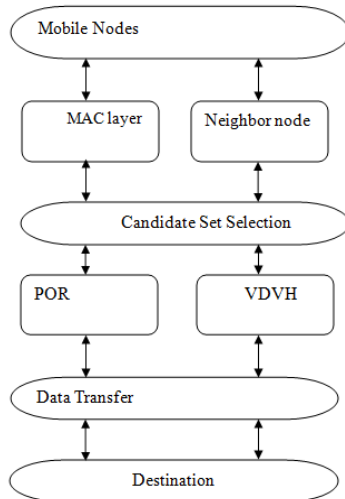 Mobile Nodes
MAC layer
Neighbor node
Candidate Set Selection
POR
VDVH
Data Transfer
Destination